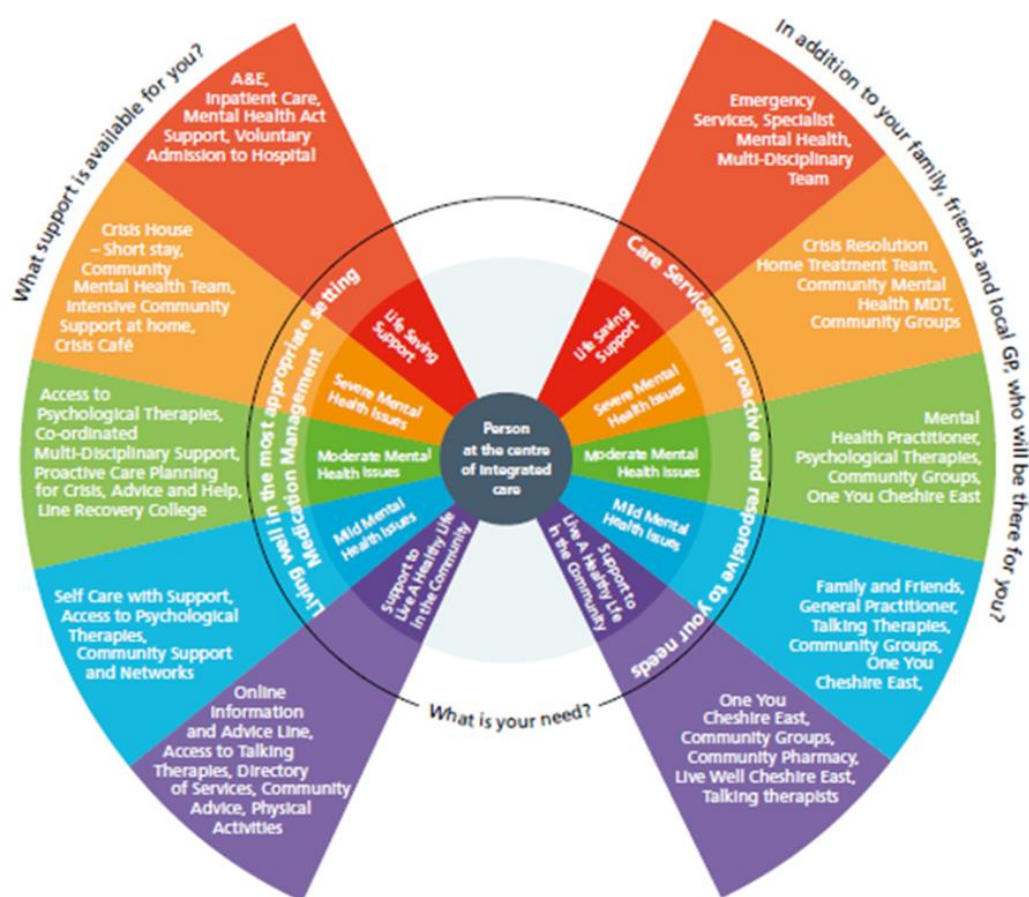 What support is available for you?
A&E,
Inpatient Care,
Mental Health Act
Support, Voluntary
Admission to Hospital
Crisis House
– Short stay,
Community
Mental Health Team,
Intensive Community
Support at home,
Crisis Café
Access to
Psychological Therapies,
Co-ordinated
Multi-Disciplinary Support,
Proactive Care Planning
for Crisis, Advice and Help,
Line Recovery College
Self Care with Support,
Access to Psychological
Therapies,
Community Support
and Networks
Online
Information
and Advice Line,
Access to Talking
Therapies, Directory
of Services, Community
Advice, Physical
Activities
Living well in the most appropriate setting
Medication Management
Life Saving
Support
Severe Mental
Health Issues
Moderate Mental
Health Issues
Mild Mental
Health Issues
Support to
Live A Healthy Life
in the Community
Person
at the centre
of integrated
care
What is your need?
Life Saving
Support
Severe Mental
Health Issues
Moderate Mental
Health Issues
Mild Mental
Health Issues
Support to
Live A Healthy Life
in the Community
Care Services are proactive and responsive to your needs
Emergency
Services, Specialist
Mental Health,
Multi-Disciplinary
Team
Crisis Resolution
Home Treatment Team,
Community Mental
Health MDT,
Community Groups
Mental
Health Practitioner,
Psychological Therapies,
Community Groups,
One You Cheshire East
Family and Friends,
General Practitioner,
Talking Therapies,
Community Groups,
One You
Cheshire East,
One You
Cheshire East,
Community Groups,
Community Pharmacy,
Live Well Cheshire East,
Talking therapists
In addition to your family, friends and local GP, who will be there for you?